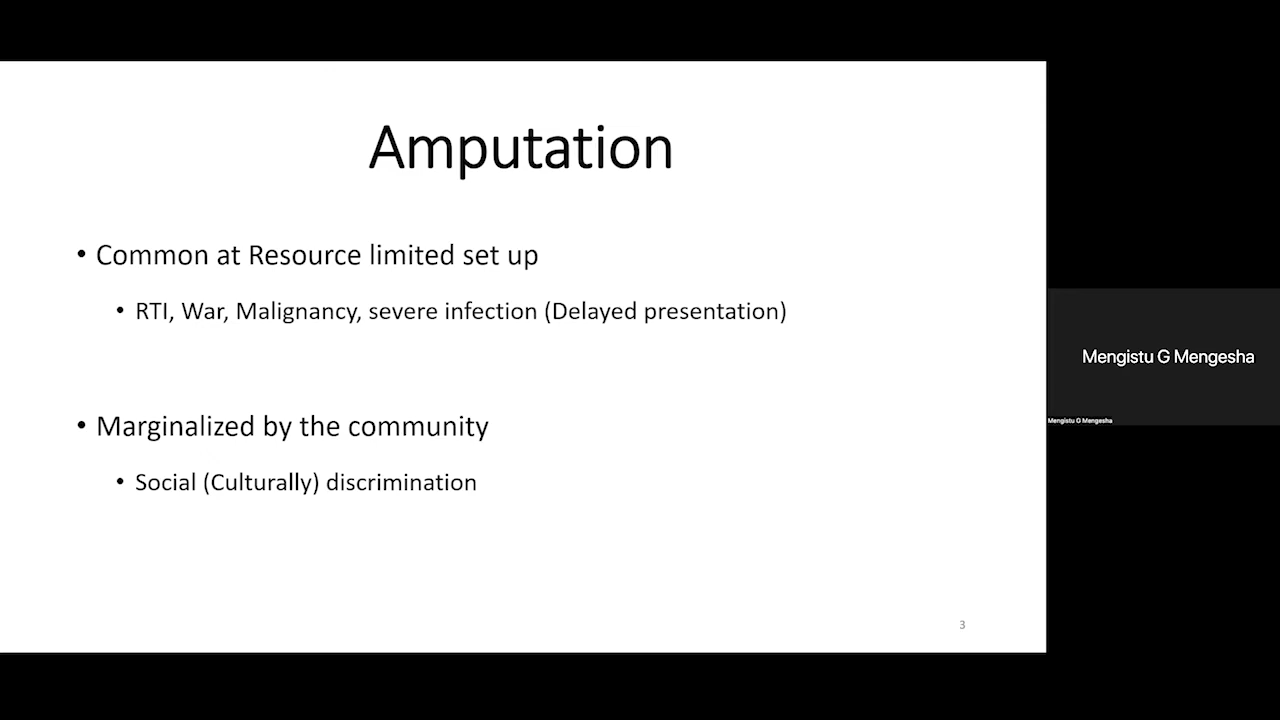 Amputation
• Common at Resource limited set up
• RTI, War, Malignancy, severe infection (Delayed presentation)
• Marginalized by the community
• Social (Culturally) discrimination
3
Mengistu G Mengesha
Mengistu G Mengesha